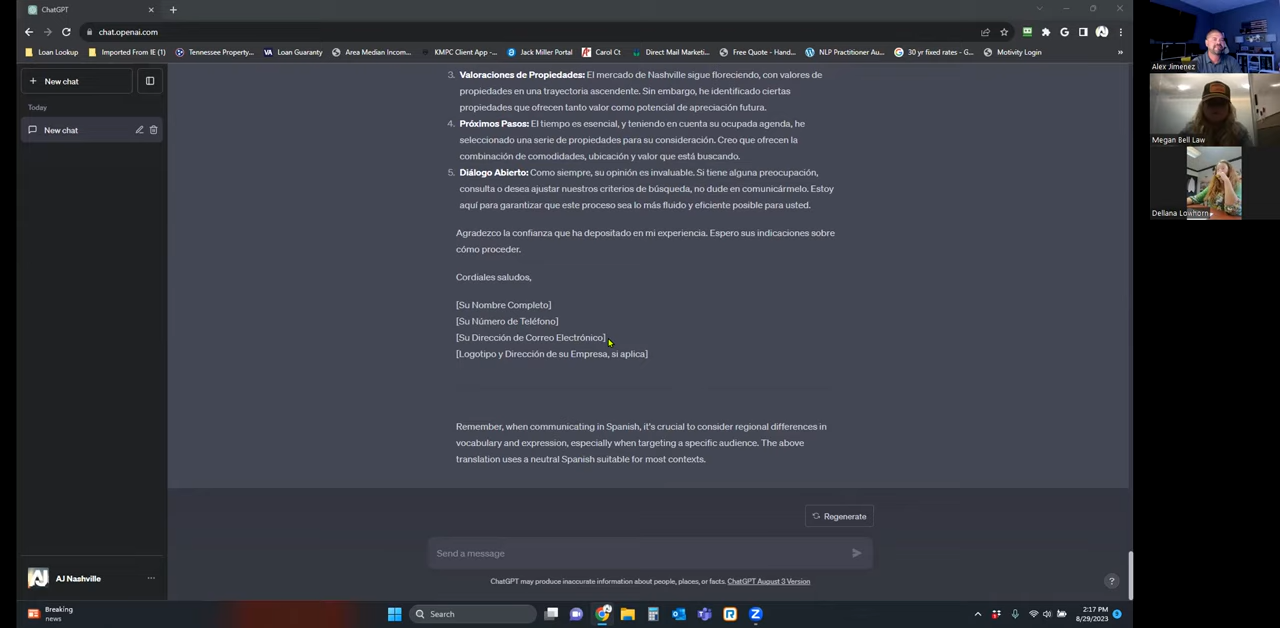 ChatGPT
chat.openai.com
Loan Lookup
Imported From IE (1)
Tennessee Property...
Loan Guaranty
Area Median Incom...
KMPC Client App -...
Jack Miller Portal
Carol Ct
Direct Mail Market...
Free Quote - Hand...
NLP Practitioner Au...
30 yr fixed rates - G...
Motivity Login
New chat
Today
New chat
3. Valoraciones de Propiedades: El mercado de Nashville sigue floreciendo, con valores de
propiedades en una trayectoria ascendente. Sin embargo, he identificado ciertas
propiedades que ofrecen tanto valor como potencial de apreciación futura.
4. Próximos Pasos: El tiempo es esencial, y teniendo en cuenta su ocupada agenda, he
seleccionado una serie de propiedades para su consideración. Creo que ofrecen la
combinación de comodidades, ubicación y valor que está buscando.
5. Diálogo Abierto: Como siempre, su opinión es invaluable. Si tiene alguna preocupación,
consulta o desea ajustar nuestros criterios de búsqueda, no dude en comunicármelo. Estoy
aquí para garantizar que este proceso sea lo más fluido y eficiente posible para usted.
Agradezco la confianza que ha depositado en mi experiencia. Espero sus indicaciones sobre
cómo proceder.
Cordiales saludos,
[Su Nombre Completo]
[Su Número de Teléfono]
[Su Dirección de Correo Electrónico]
[Logotipo y Dirección de su Empresa, si aplica]
Remember, when communicating in Spanish, it's crucial to consider regional differences in
vocabulary and expression, especially when targeting a specific audience. The above
translation uses a neutral Spanish suitable for most contexts.
Regenerate
Send a message
ChatGPT may produce inaccurate information about people, places, or facts. ChatGPT August 3 Version
?
AJ Nashville
Breaking
news
Search
2:17 PM
8/29/2023
Alex Jimenez
Megan Bell Law
Dellana Lowhorn